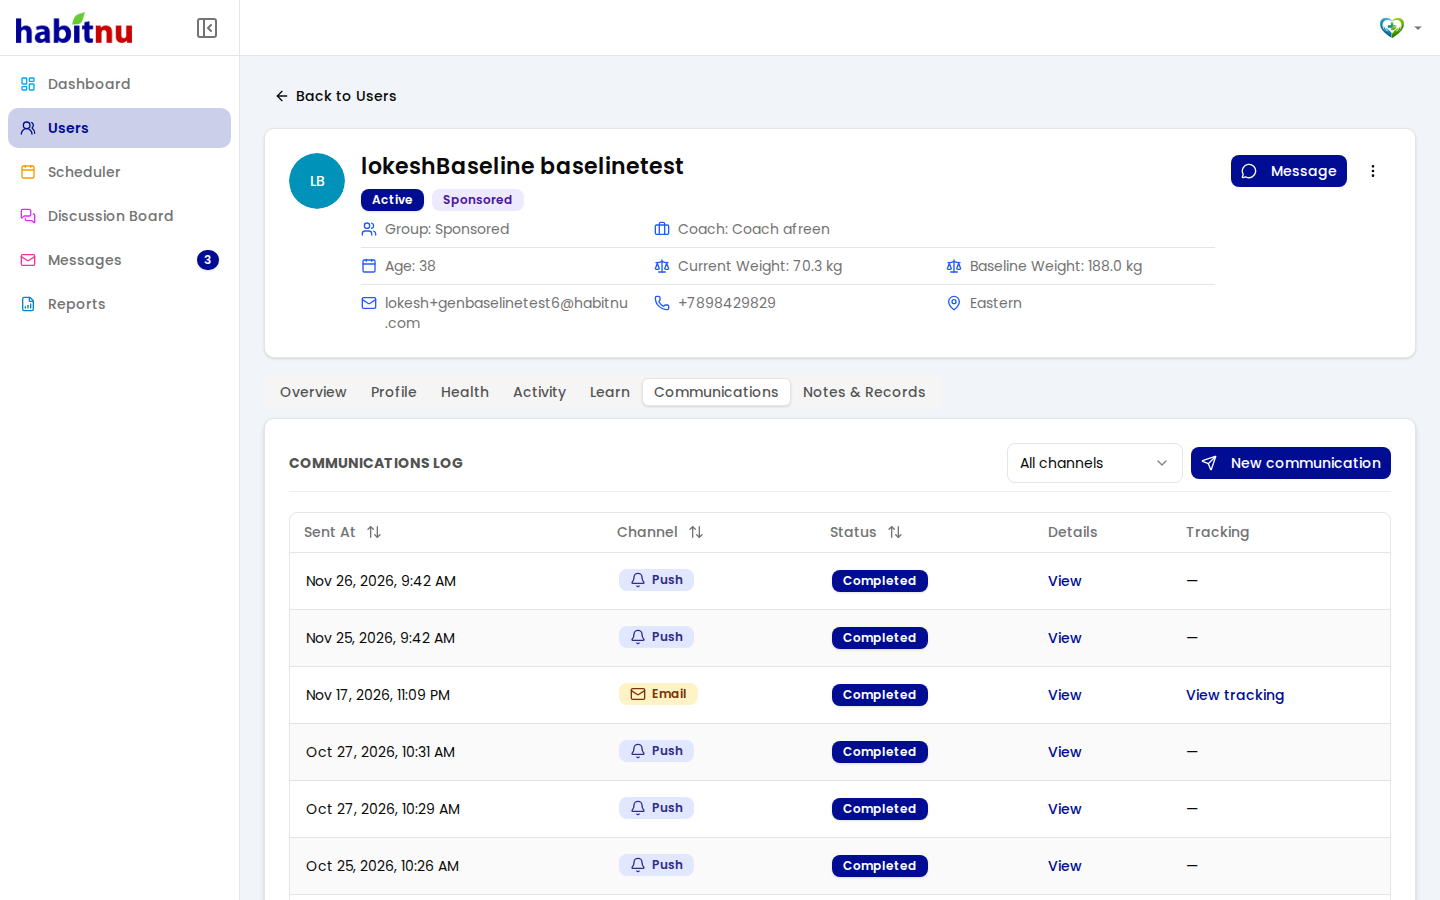 habitnu
Dashboard
Users
Scheduler
Discussion Board
Messages 3
Reports
Back to Users
LB
lokeshBaseline baselinetest
Active Sponsored
Message
Group: Sponsored Coach: Coach afreen
Age: 38 Current Weight: 70.3 kg Baseline Weight: 188.0 kg
lokesh+genbaselinetest6@habitnu +7898429829 Eastern
.com
Overview Profile Health Activity Learn Communications Notes & Records
COMMUNICATIONS LOG All channels New communication
Sent At Channel Status Details Tracking
Nov 26, 2026, 9:42 AM Push Completed View —
Nov 25, 2026, 9:42 AM Push Completed View —
Nov 17, 2026, 11:09 PM Email Completed View View tracking
Oct 27, 2026, 10:31 AM Push Completed View —
Oct 27, 2026, 10:29 AM Push Completed View —
Oct 25, 2026, 10:26 AM Push Completed View —